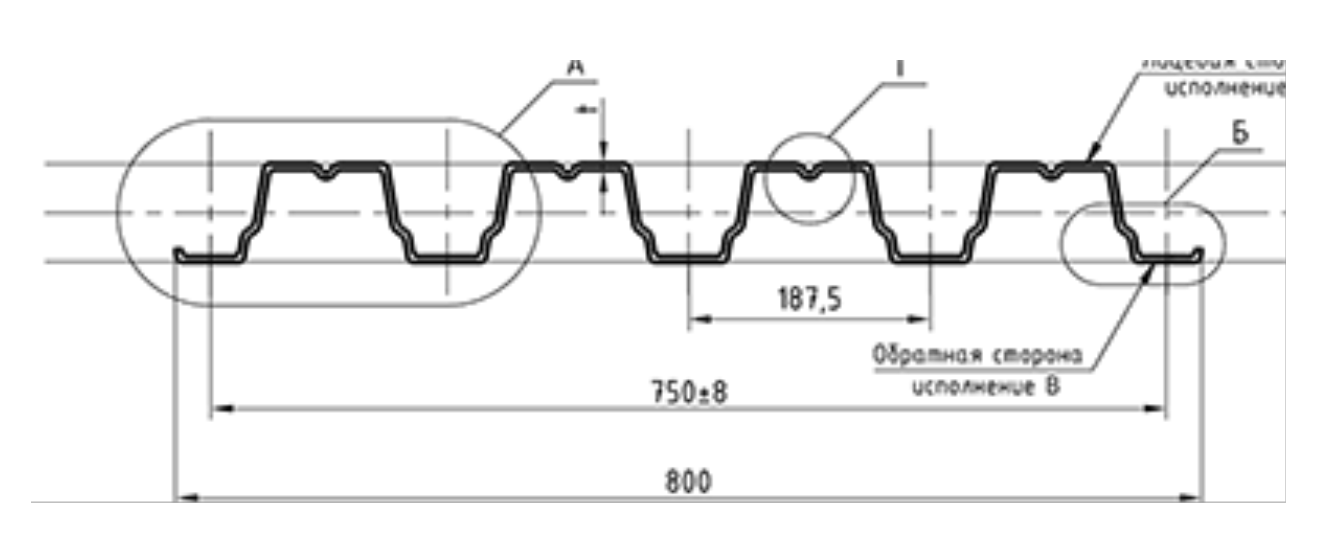 А
исполнение
Б
t
187,5
Обратная сторона
исполнение В
750±8
800